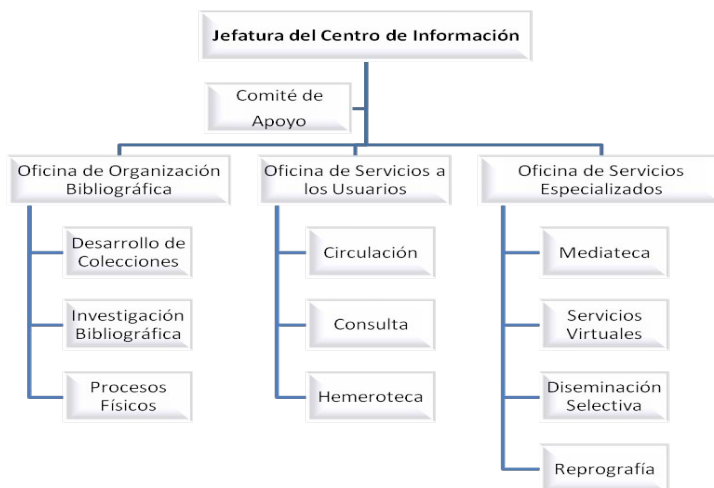 Jefatura del Centro de Información
Comité de
Apoyo
Oficina de Organización
Bibliográfica
Oficina de Servicios a
los Usuarios
Oficina de Servicios
Especializados
Desarrollo de
Colecciones
Investigación
Bibliográfica
Procesos
Físicos
Circulación
Consulta
Hemeroteca
Mediateca
Servicios
Virtuales
Diseminación
Selectiva
Reprografía